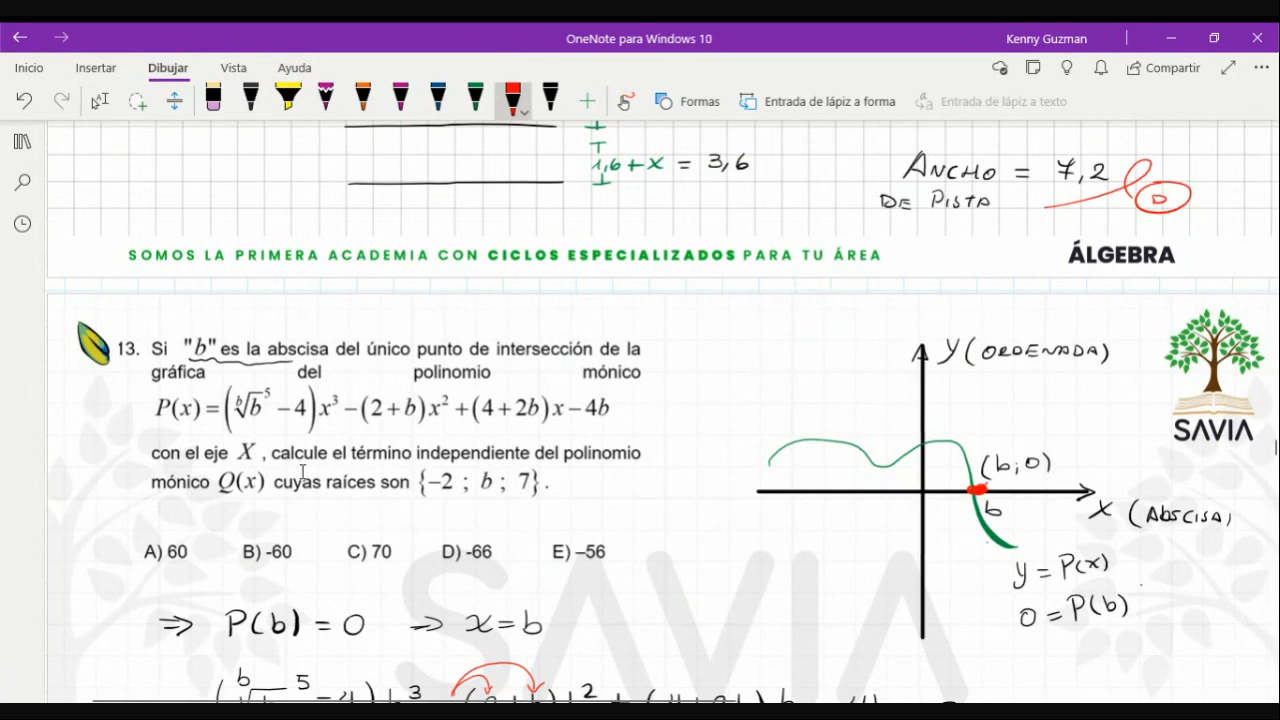 OneNote para Windows 10
Kenny Guzman
Inicio Insertar Dibujar Vista Ayuda
Compartir
Formas Entrada de lápiz a forma Entrada de lápiz a texto
1,6 + x = 3,6
ANCHO = 7,2
DE PISTA
D
SOMOS LA PRIMERA ACADEMIA CON CICLOS ESPECIALIZADOS PARA TU ÁREA
ÁLGEBRA
13. Si "b" es la abscisa del único punto de intersección de la
gráfica del polinomio mónico
P(x) = (\sqrt[b]{b}^5 − 4)x³ − (2 + b)x² + (4 + 2b)x − 4b
con el eje X , calcule el término independiente del polinomio
mónico Q(x) cuyas raíces son {−2 ; b ; 7} .
A) 60 B) -60 C) 70 D) -66 E) –56
Y (ORDENADA)
SAVIA
(b;0)
b
X (ABSCISA)
y = P(x)
0 = P(b)
⇒ P(b) = 0 ⇒ x = b
SAVIA